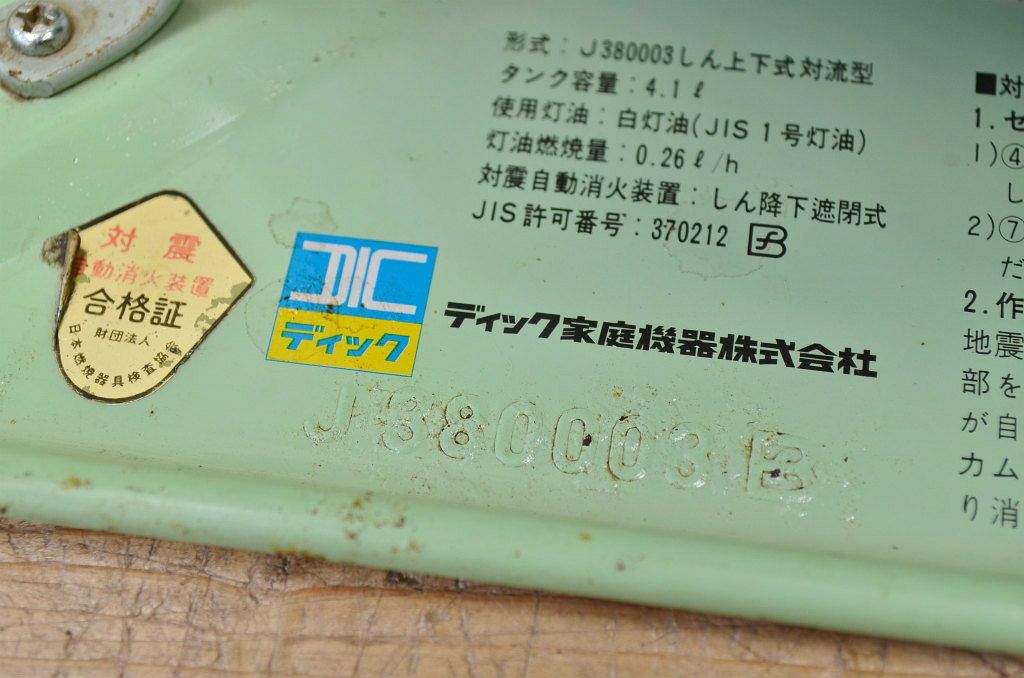 形式：J380003しん上下式対流型
タンク容量：4.1ℓ
使用灯油：白灯油(JIS１号灯油)
灯油燃焼量：0.26ℓ/h
対震自動消火装置：しん降下遮閉式
JIS許可番号：370212
対震
自動消火装置
合格証
財団法人
日本燃焼器具検査協会
DIC
ディック
ディック家庭機器株式会社
J380003E
■対
1.セ
1)④
し
2)⑦
だ
2.作
地震
部を
が自
カム
り消